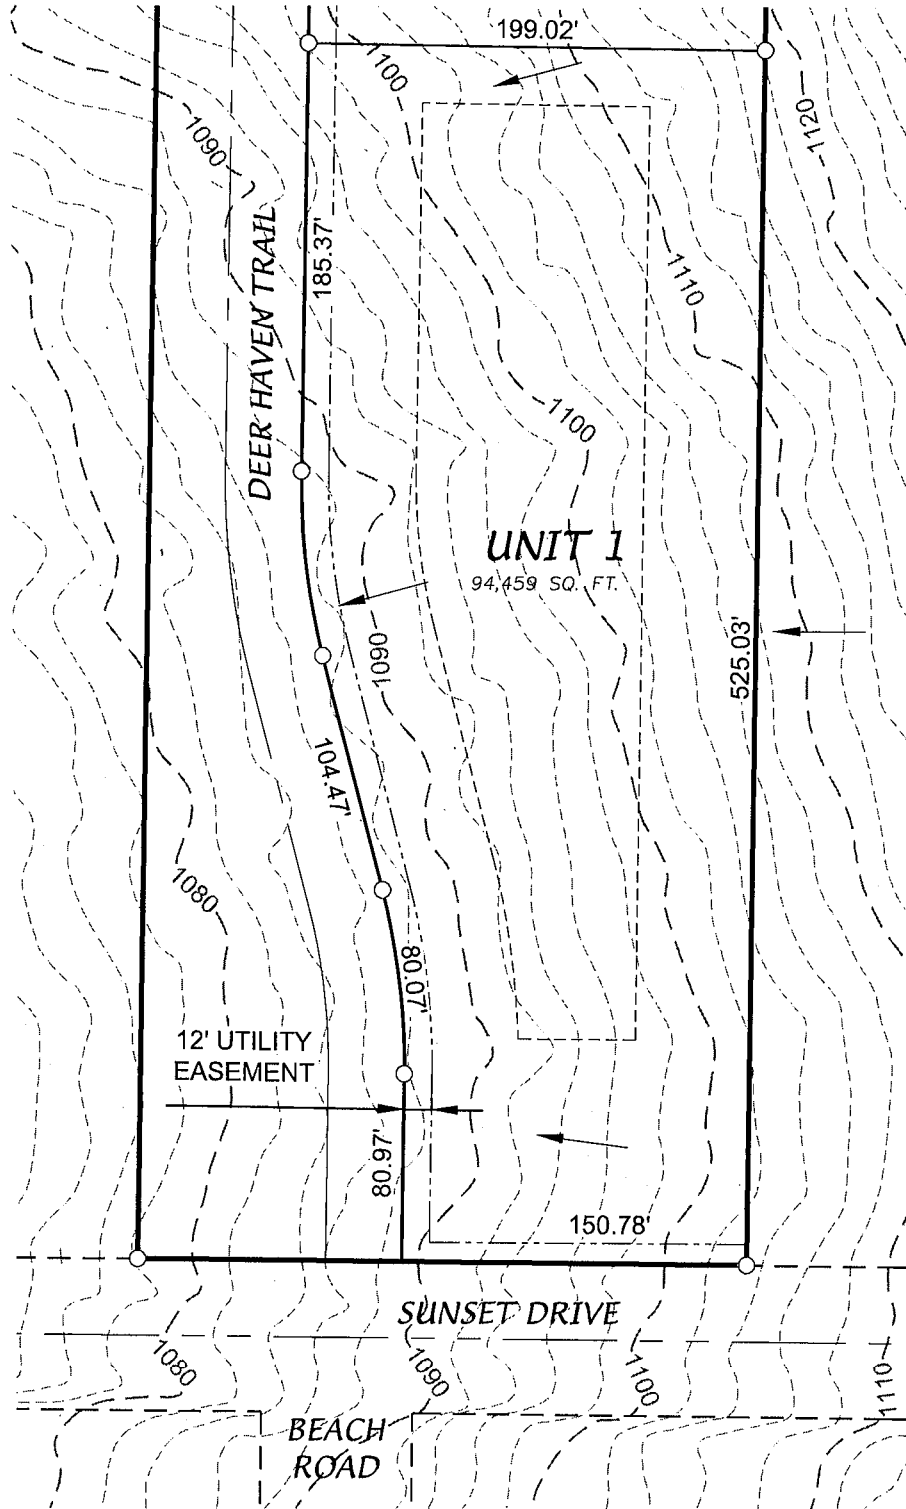 199.02'
1100
1120
1090
185.37'
DEER HAVEN TRAIL
1110
1100
UNIT 1
94,459 SQ. FT.
525.03'
1090
104.47'
1080
80.07'
12' UTILITY
EASEMENT
80.97'
150.78'
SUNSET DRIVE
1080
1090
1100
1110
BEACH
ROAD